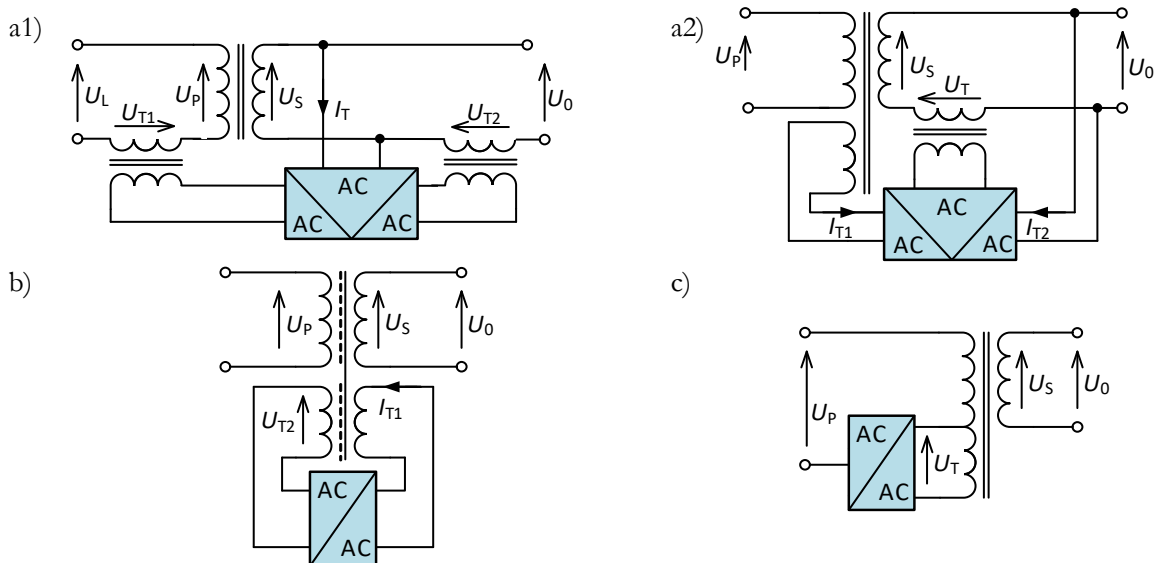 a1)
U_L
U_P
U_S
U_0
U_T1
U_T2
I_T
AC
AC
AC
a2)
U_P
U_S
U_T
U_0
I_T1
I_T2
AC
AC
AC
b)
U_P
U_S
U_0
U_T2
I_T1
AC
AC
c)
U_P
U_S
U_0
U_T
AC
AC